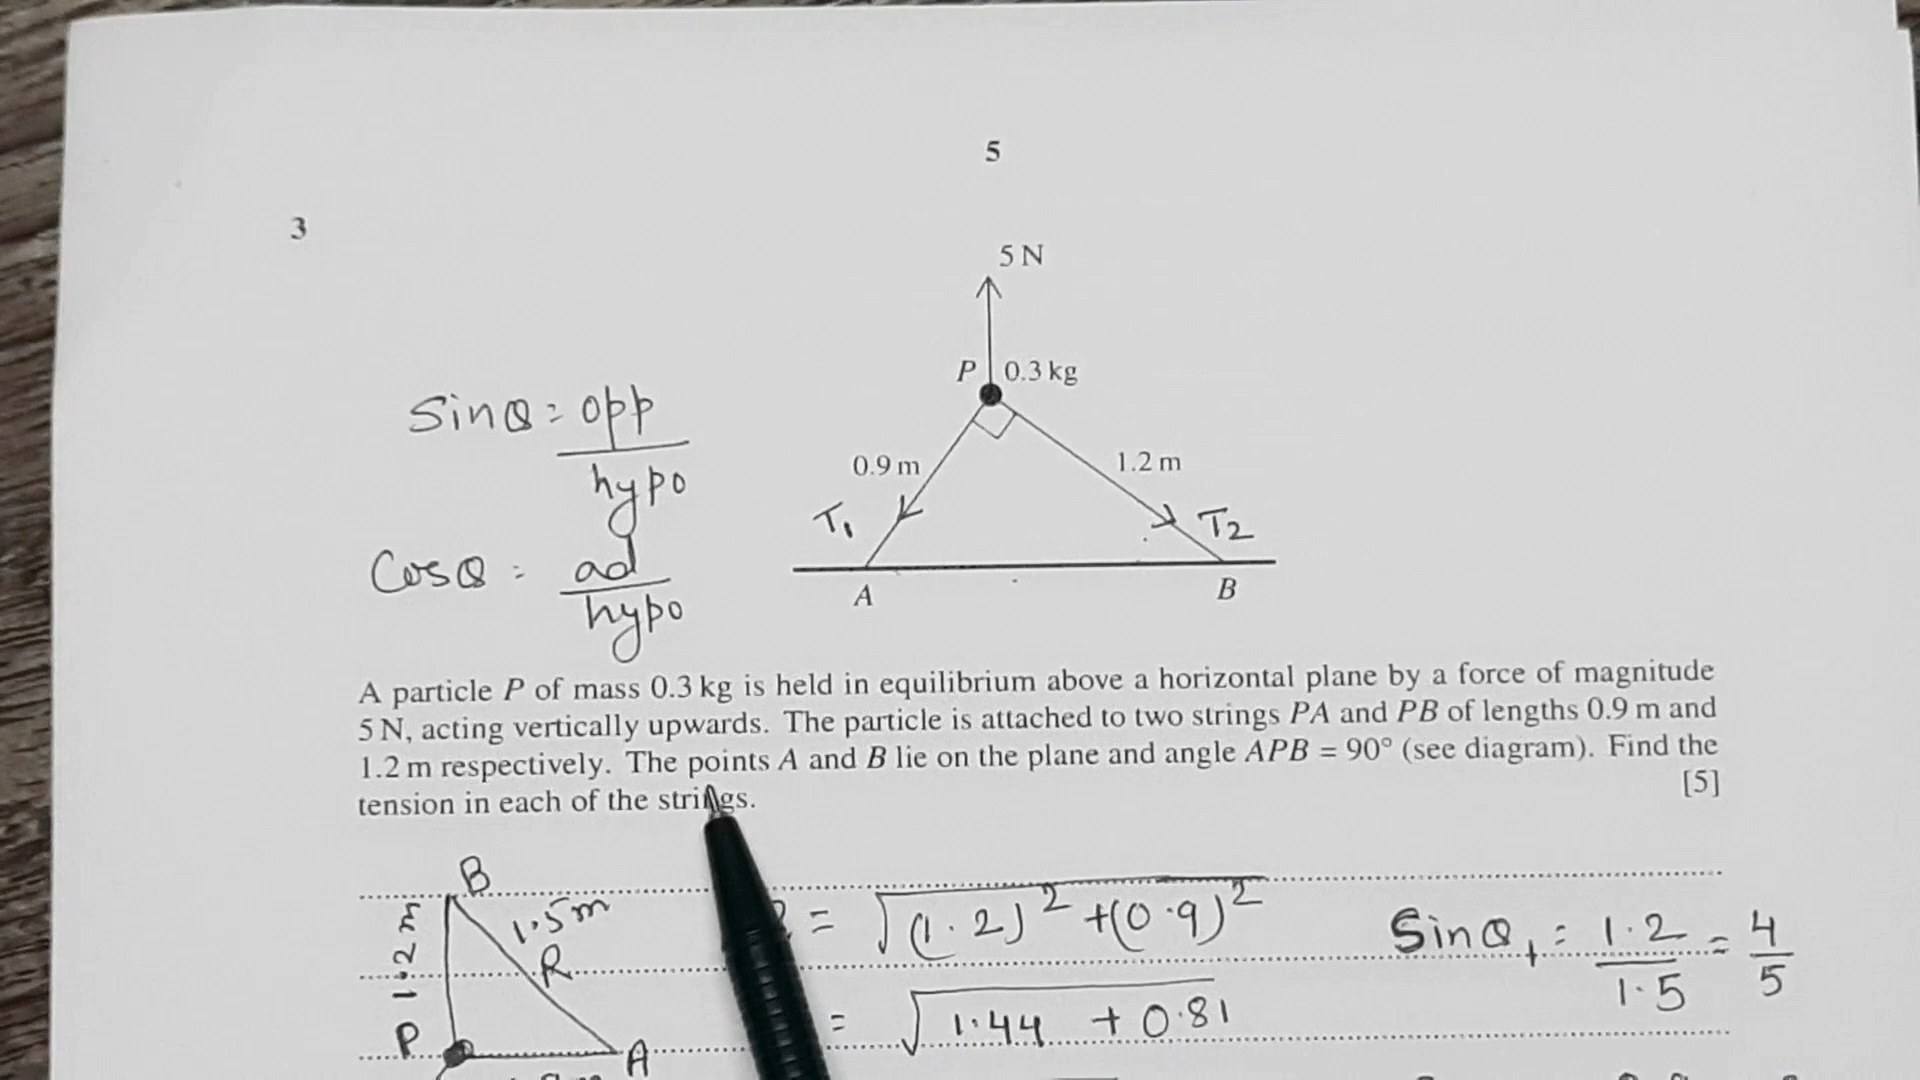 5
3
5 N
P 0.3 kg
Sinθ = opp
hypo
0.9 m
1.2 m
T1
T2
Cosθ = ad
hypo
A
B
A particle P of mass 0.3 kg is held in equilibrium above a horizontal plane by a force of magnitude
5 N, acting vertically upwards. The particle is attached to two strings PA and PB of lengths 0.9 m and
1.2 m respectively. The points A and B lie on the plane and angle APB = 90° (see diagram). Find the
tension in each of the strings.
[5]
B
1.2 m
1.5m
R
P
A
= √(1.2)² + (0.9)²
= √1.44 + 0.81
Sinθ1 = 1.2 = 4
1.5 5